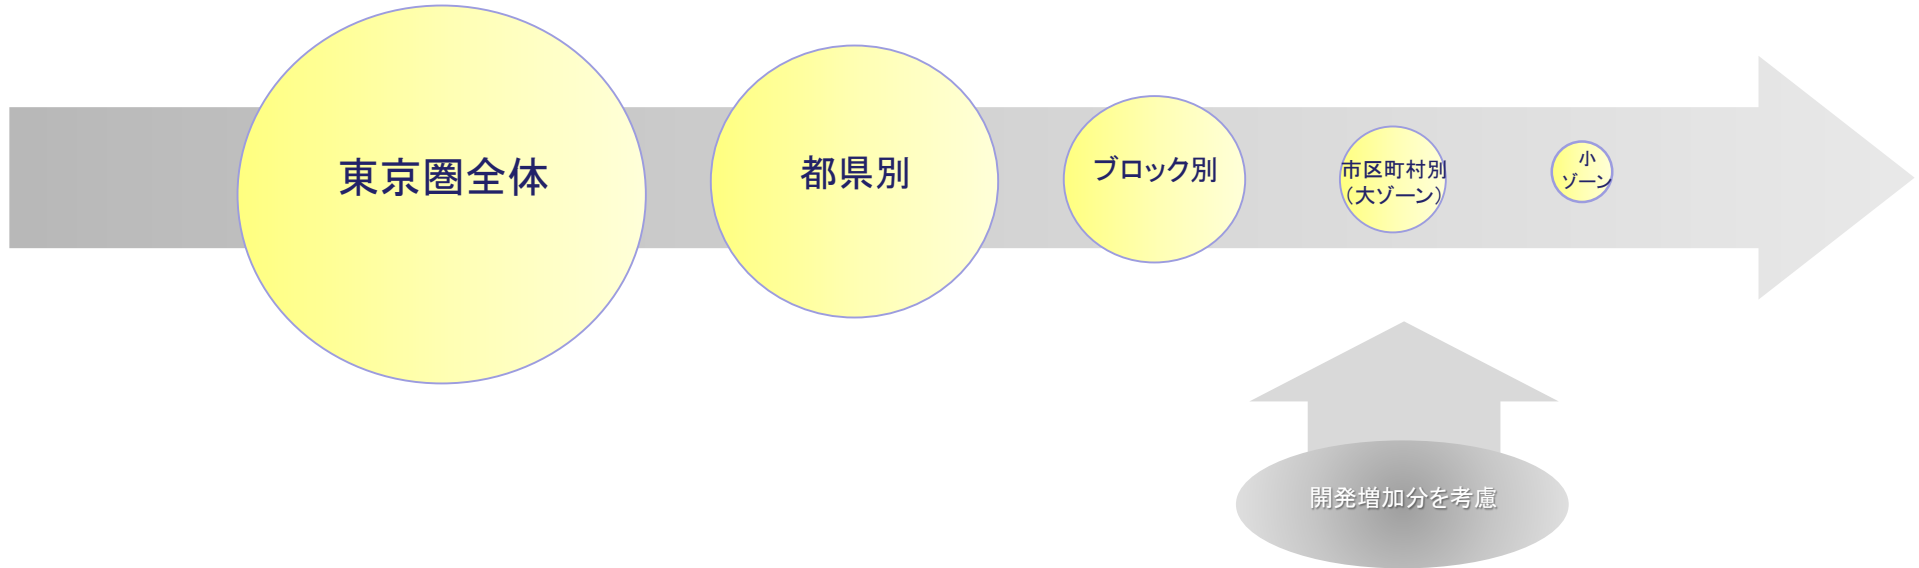 東京圏全体
都県別
ブロック別
市区町村別
（大ゾーン）
小
ゾーン
開発増加分を考慮